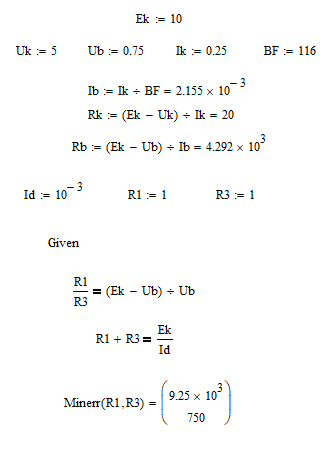 Ek := 10
Uk := 5 Ub := 0.75 Ik := 0.25 BF := 116
Ib := Ik ÷ BF = 2.155 × 10^-3
Rk := (Ek − Uk) ÷ Ik = 20
Rb := (Ek − Ub) ÷ Ib = 4.292 × 10^3
Id := 10^-3 R1 := 1 R3 := 1
Given
R1/R3 = (Ek − Ub) ÷ Ub
R1 + R3 = Ek/Id
Minerr(R1,R3) = (9.25 × 10^3
750)